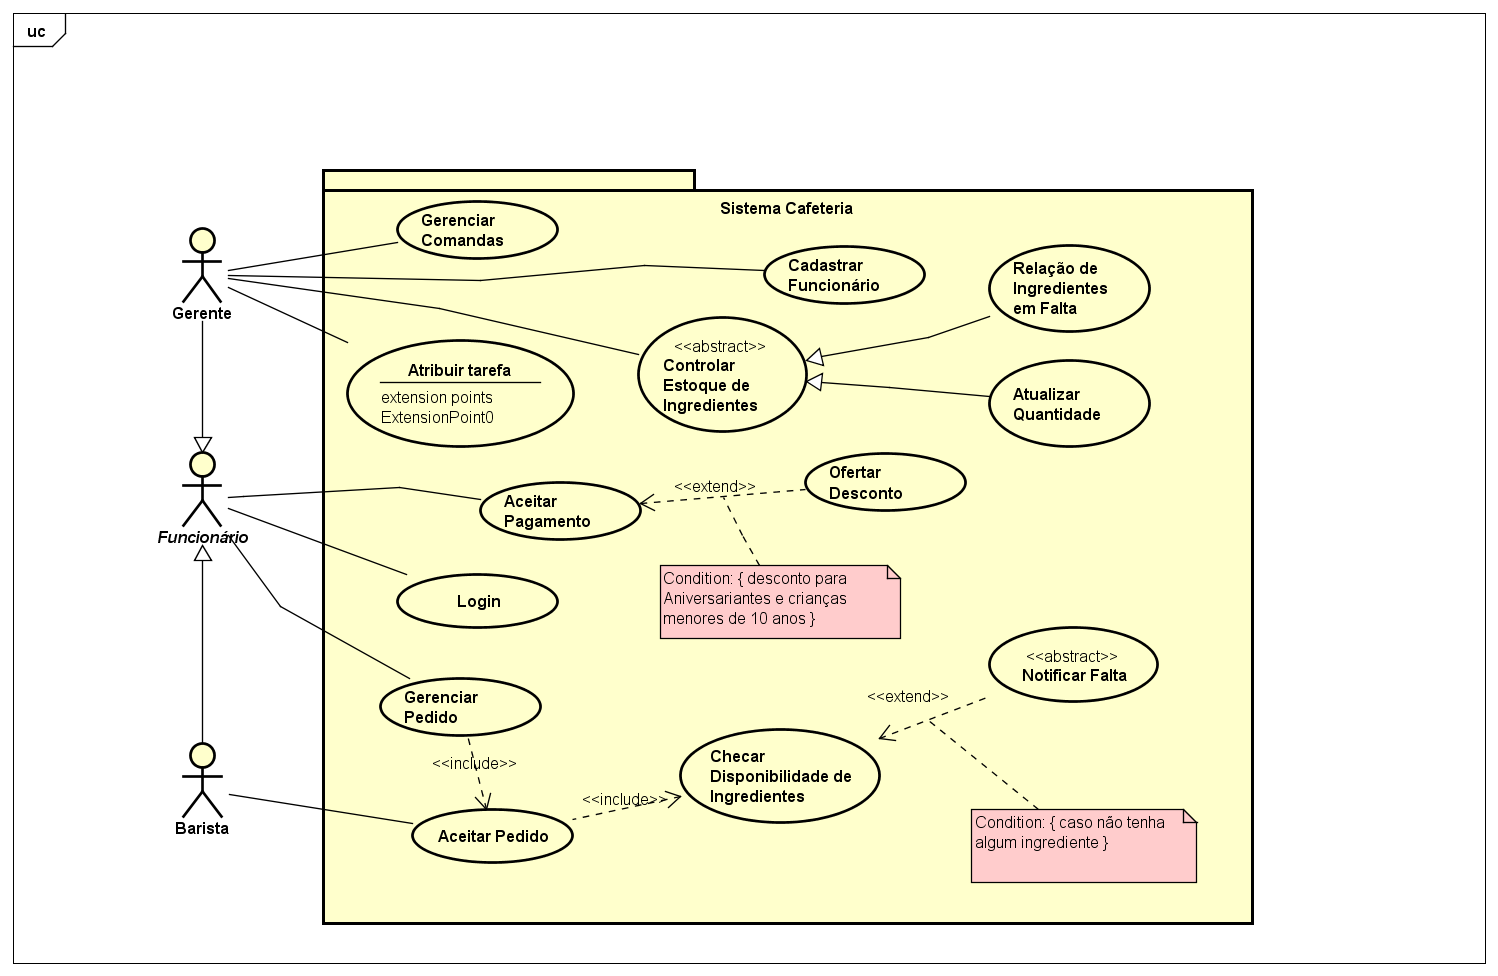 uc
Sistema Cafeteria
Gerenciar
Comandas
Cadastrar
Funcionário
Relação de
Ingredientes
em Falta
Gerente
<<abstract>>
Controlar
Estoque de
Ingredientes
Atribuir tarefa
extension points
ExtensionPoint0
Atualizar
Quantidade
Ofertar
Desconto
<<extend>>
Aceitar
Pagamento
Funcionário
Condition: { desconto para
Aniversariantes e crianças
menores de 10 anos }
Login
<<abstract>>
Notificar Falta
<<extend>>
Gerenciar
Pedido
<<include>>
Checar
Disponibilidade de
Ingredientes
<<include>>
Barista
Aceitar Pedido
Condition: { caso não tenha
algum ingrediente }